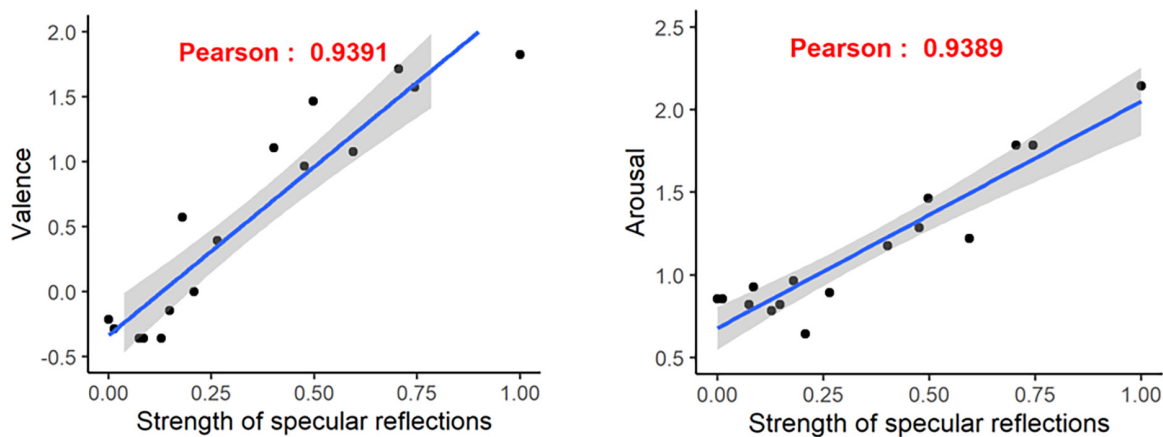 Pearson : 0.9391
Valence
2.0
1.5
1.0
0.5
0.0
-0.5
0.00 0.25 0.50 0.75 1.00
Strength of specular reflections
Pearson : 0.9389
Arousal
2.5
2.0
1.5
1.0
0.5
0.00 0.25 0.50 0.75 1.00
Strength of specular reflections